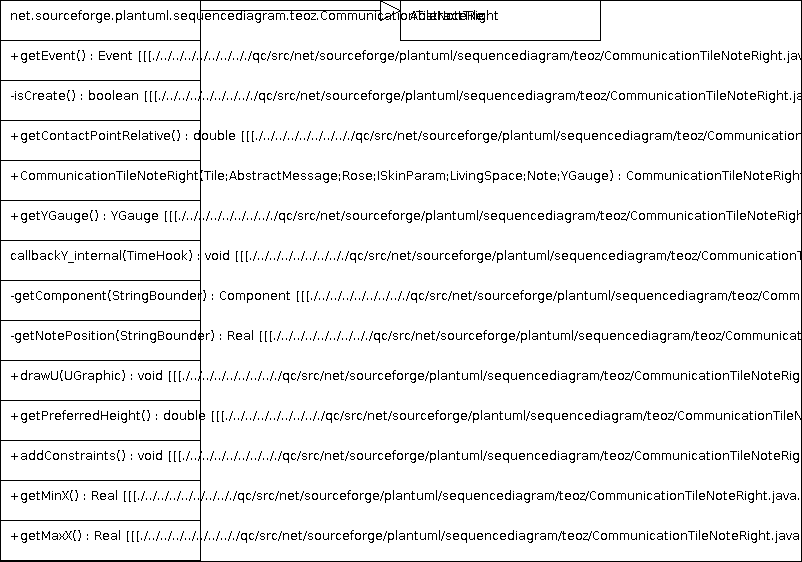 net.sourceforge.plantuml.sequencediagram.teoz.CommunicationTileNoteRight
AbstractTile
+getEvent() : Event [[[./../../../../../../../qc/src/net/sourceforge/plantuml/sequencediagram/teoz/CommunicationTileNoteRight.jav
-isCreate() : boolean [[[./../../../../../../../qc/src/net/sourceforge/plantuml/sequencediagram/teoz/CommunicationTileNoteRight.ja
+getContactPointRelative() : double [[[./../../../../../../../qc/src/net/sourceforge/plantuml/sequencediagram/teoz/Communication
+CommunicationTileNoteRight(Tile;AbstractMessage;Rose;ISkinParam;LivingSpace;Note;YGauge) : CommunicationTileNoteRight
+getYGauge() : YGauge [[[./../../../../../../../qc/src/net/sourceforge/plantuml/sequencediagram/teoz/CommunicationTileNoteRigh
callbackY_internal(TimeHook) : void [[[./../../../../../../../qc/src/net/sourceforge/plantuml/sequencediagram/teoz/CommunicationT
-getComponent(StringBounder) : Component [[[./../../../../../../../qc/src/net/sourceforge/plantuml/sequencediagram/teoz/Comm
-getNotePosition(StringBounder) : Real [[[./../../../../../../../qc/src/net/sourceforge/plantuml/sequencediagram/teoz/Communicat
+drawU(UGraphic) : void [[[./../../../../../../../qc/src/net/sourceforge/plantuml/sequencediagram/teoz/CommunicationTileNoteRig
+getPreferredHeight() : double [[[./../../../../../../../qc/src/net/sourceforge/plantuml/sequencediagram/teoz/CommunicationTileN
+addConstraints() : void [[[./../../../../../../../qc/src/net/sourceforge/plantuml/sequencediagram/teoz/CommunicationTileNoteRig
+getMinX() : Real [[[./../../../../../../../qc/src/net/sourceforge/plantuml/sequencediagram/teoz/CommunicationTileNoteRight.java.
+getMaxX() : Real [[[./../../../../../../../qc/src/net/sourceforge/plantuml/sequencediagram/teoz/CommunicationTileNoteRight.java